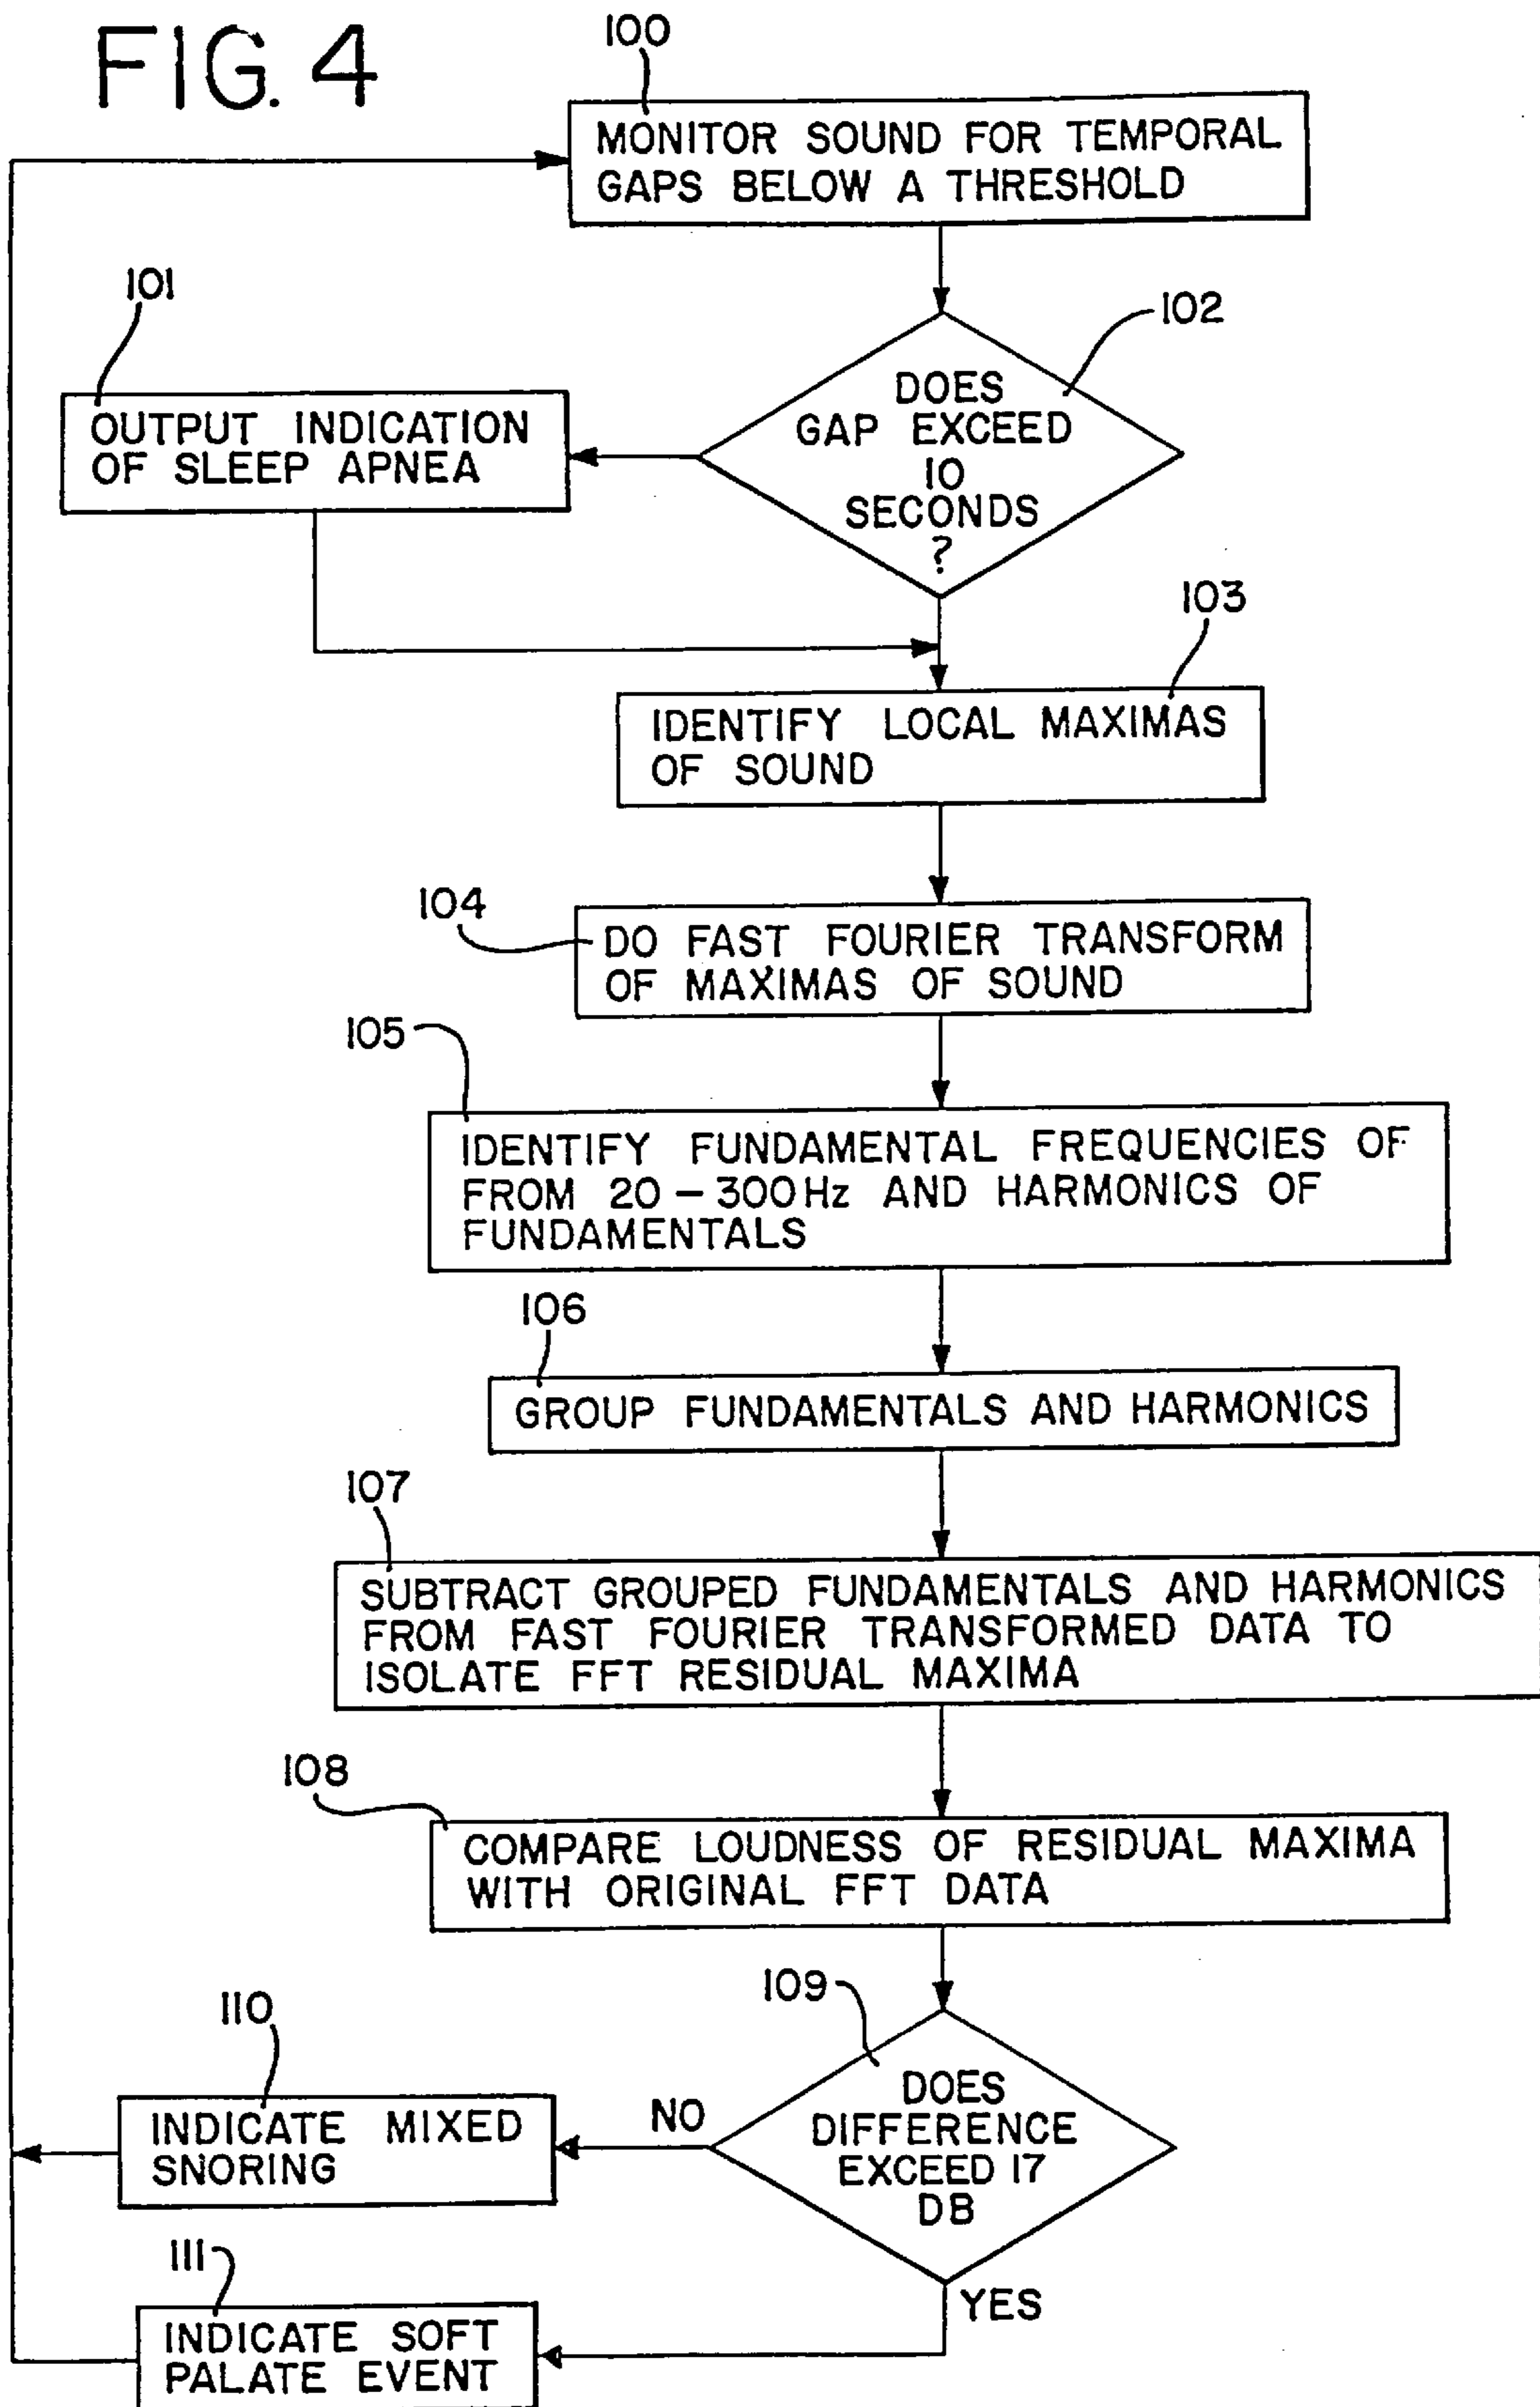 FIG. 4
100
MONITOR SOUND FOR TEMPORAL
GAPS BELOW A THRESHOLD
101
OUTPUT INDICATION
OF SLEEP APNEA
102
DOES
GAP EXCEED
10
SECONDS
?
103
IDENTIFY LOCAL MAXIMAS
OF SOUND
104
DO FAST FOURIER TRANSFORM
OF MAXIMAS OF SOUND
105
IDENTIFY FUNDAMENTAL FREQUENCIES OF
FROM 20 – 300 Hz AND HARMONICS OF
FUNDAMENTALS
106
GROUP FUNDAMENTALS AND HARMONICS
107
SUBTRACT GROUPED FUNDAMENTALS AND HARMONICS
FROM FAST FOURIER TRANSFORMED DATA TO
ISOLATE FFT RESIDUAL MAXIMA
108
COMPARE LOUDNESS OF RESIDUAL MAXIMA
WITH ORIGINAL FFT DATA
109
DOES
DIFFERENCE
EXCEED 17
DB
NO
110
INDICATE MIXED
SNORING
YES
111
INDICATE SOFT
PALATE EVENT